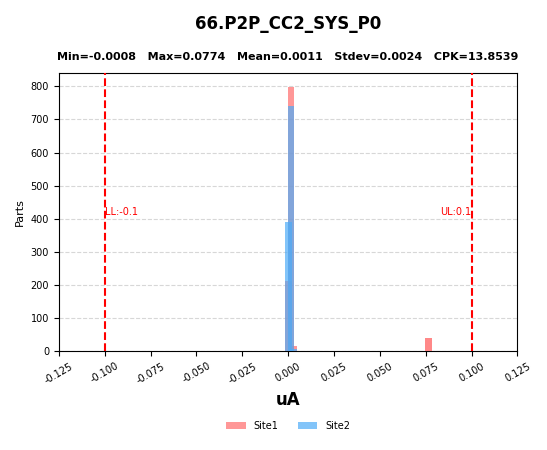 66.P2P_CC2_SYS_P0
Min=-0.0008 Max=0.0774 Mean=0.0011 Stdev=0.0024 CPK=13.8539
800
700
600
500
400
300
200
100
0
Parts
LL:-0.1
UL:0.1
-0.125 -0.100 -0.075 -0.050 -0.025 0.000 0.025 0.050 0.075 0.100 0.125
uA
Site1 Site2